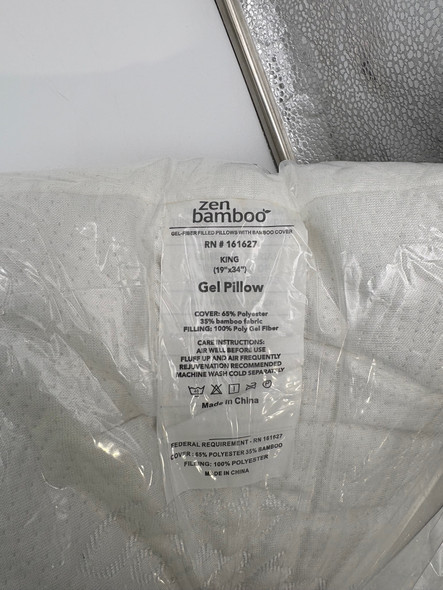 zen
bamboo
GEL-FIBER FILLED PILLOWS WITH BAMBOO COVER
RN # 161627
KING
(19"x34")
Gel Pillow
COVER: 65% Polyester
35% bamboo fabric
FILLING: 100% Poly Gel Fiber
CARE INSTRUCTIONS:
AIR WELL BEFORE USE
FLUFF UP AND AIR FREQUENTLY
REJUVENATION RECOMMENDED
MACHINE WASH COLD SEPARATELY
Made in China
FEDERAL REQUIREMENT - RN 161627
COVER : 65% POLYESTER 35% BAMBOO
FILLING: 100% POLYESTER
MADE IN CHINA